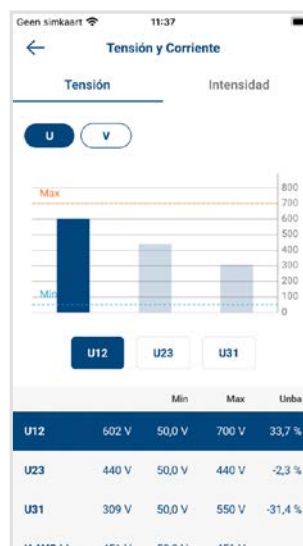 Geen simkaart 11:37
Tensión y Corriente
Tensión Intensidad
U V
Max
Min
800
700
600
500
400
300
200
100
0
U12 U23 U31
Min Max Unba
U12 602 V 50,0 V 700 V 33,7 %
U23 440 V 50,0 V 440 V -2,3 %
U31 309 V 50,0 V 550 V -31,4 %